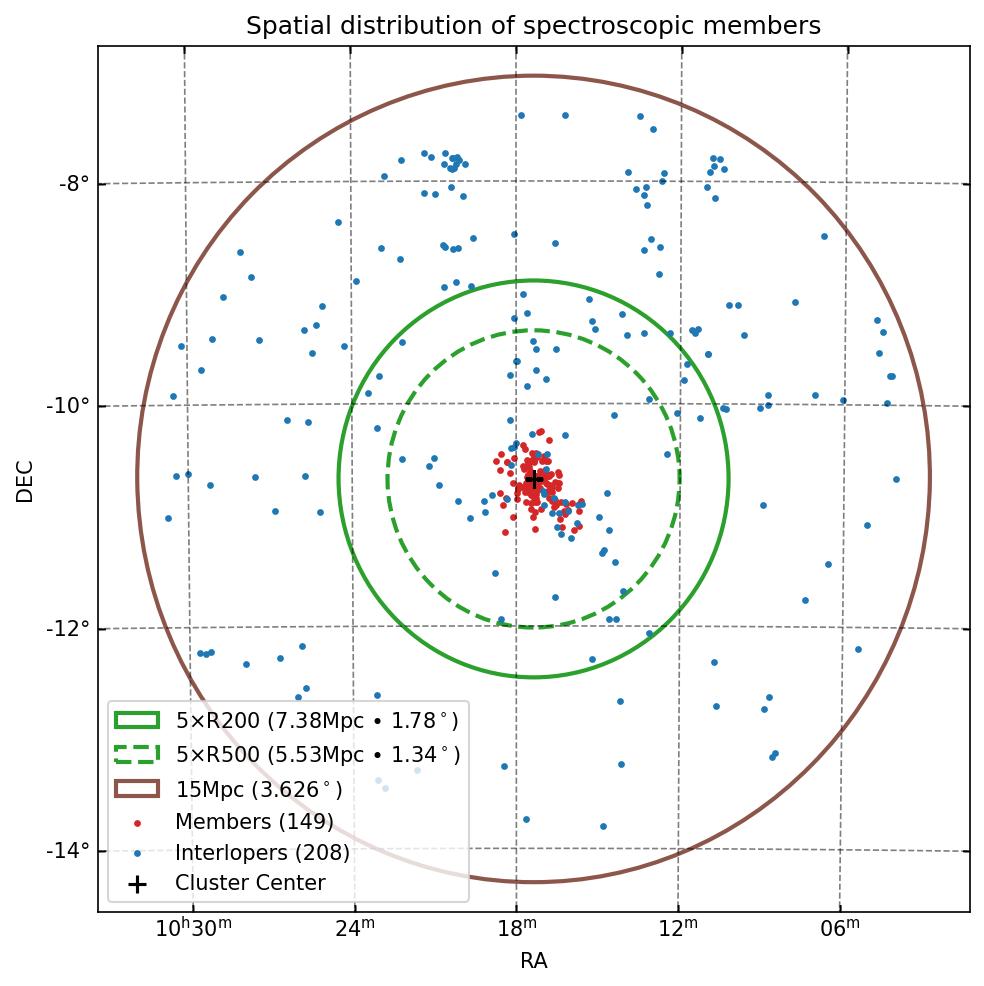 Spatial distribution of spectroscopic members
-8°
-10°
-12°
-14°
DEC
5×R200 (7.38Mpc • 1.78°)
5×R500 (5.53Mpc • 1.34°)
15Mpc (3.626°)
Members (149)
Interlopers (208)
Cluster Center
10ʰ30ᵐ 24ᵐ 18ᵐ 12ᵐ 06ᵐ
RA